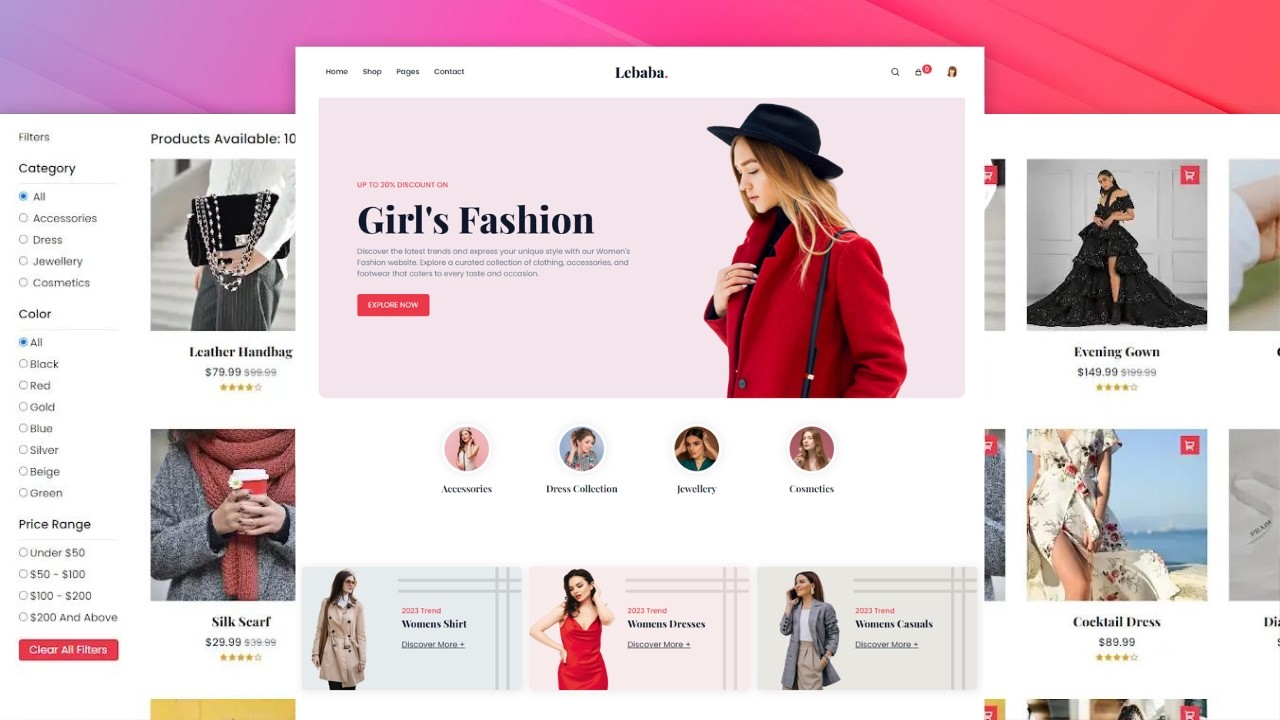 Home Shop Pages Contact
Lebaba.
0
UP TO 20% DISCOUNT ON
Girl's Fashion
Discover the latest trends and express your unique style with our Women's
Fashion website. Explore a curated collection of clothing, accessories, and
footwear that caters to every taste and occasion.
EXPLORE NOW
Accessories
Dress Collection
Jewellery
Cosmetics
2023 Trend
Womens Shirt
Discover More +
2023 Trend
Womens Dresses
Discover More +
2023 Trend
Womens Casuals
Discover More +
Filters
Category
All
Accessories
Dress
Jewellery
Cosmetics
Color
All
Black
Red
Gold
Blue
Silver
Beige
Green
Price Range
Under $50
$50 - $100
$100 - $200
$200 And Above
Clear All Filters
Products Available: 10
Leather Handbag
$79.99 $99.99
Silk Scarf
$29.99 $39.99
Evening Gown
$149.99 $199.99
Cocktail Dress
$89.99